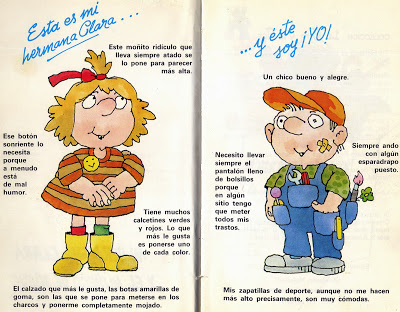 Esta es mi
hermana Clara...
Este moñito ridículo que
lleva siempre atado se
lo pone para parecer
más alta.
Ese botón
sonriente lo
necesita
porque
a menudo
está
de mal
humor.
Tiene muchos
calcetines verdes
y rojos. Lo que
más le gusta
es ponerse uno
de cada color.
El calzado que más le gusta, las botas amarillas de
goma, son las que se pone para meterse en los
charcos y ponerme completamente mojado.
...y éste
soy ¡YO!
Un chico bueno y alegre.
Necesito llevar
siempre el
pantalón lleno
de bolsillos
porque
en algún
sitio tengo
que meter
todos mis
trastos.
Siempre ando
con algún
esparadrapo
puesto.
Mis zapatillas de deporte, aunque no me hacen
más alto precisamente, son muy cómodas.